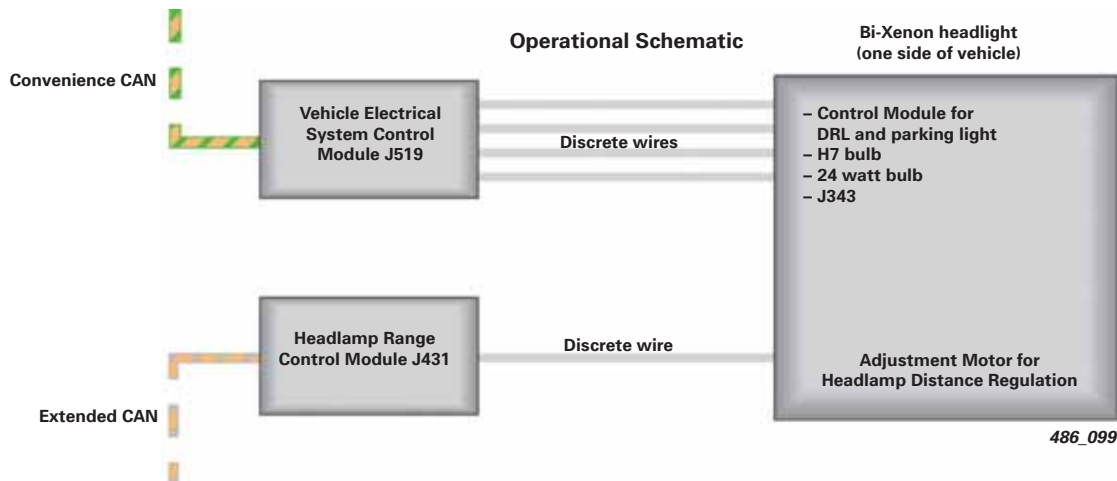 Operational Schematic
Bi-Xenon headlight
(one side of vehicle)
Convenience CAN
Vehicle Electrical
System Control
Module J519
Discrete wires
– Control Module for
DRL and parking light
– H7 bulb
– 24 watt bulb
– J343
Headlamp Range
Control Module J431
Discrete wire
Adjustment Motor for
Headlamp Distance Regulation
Extended CAN
486_099